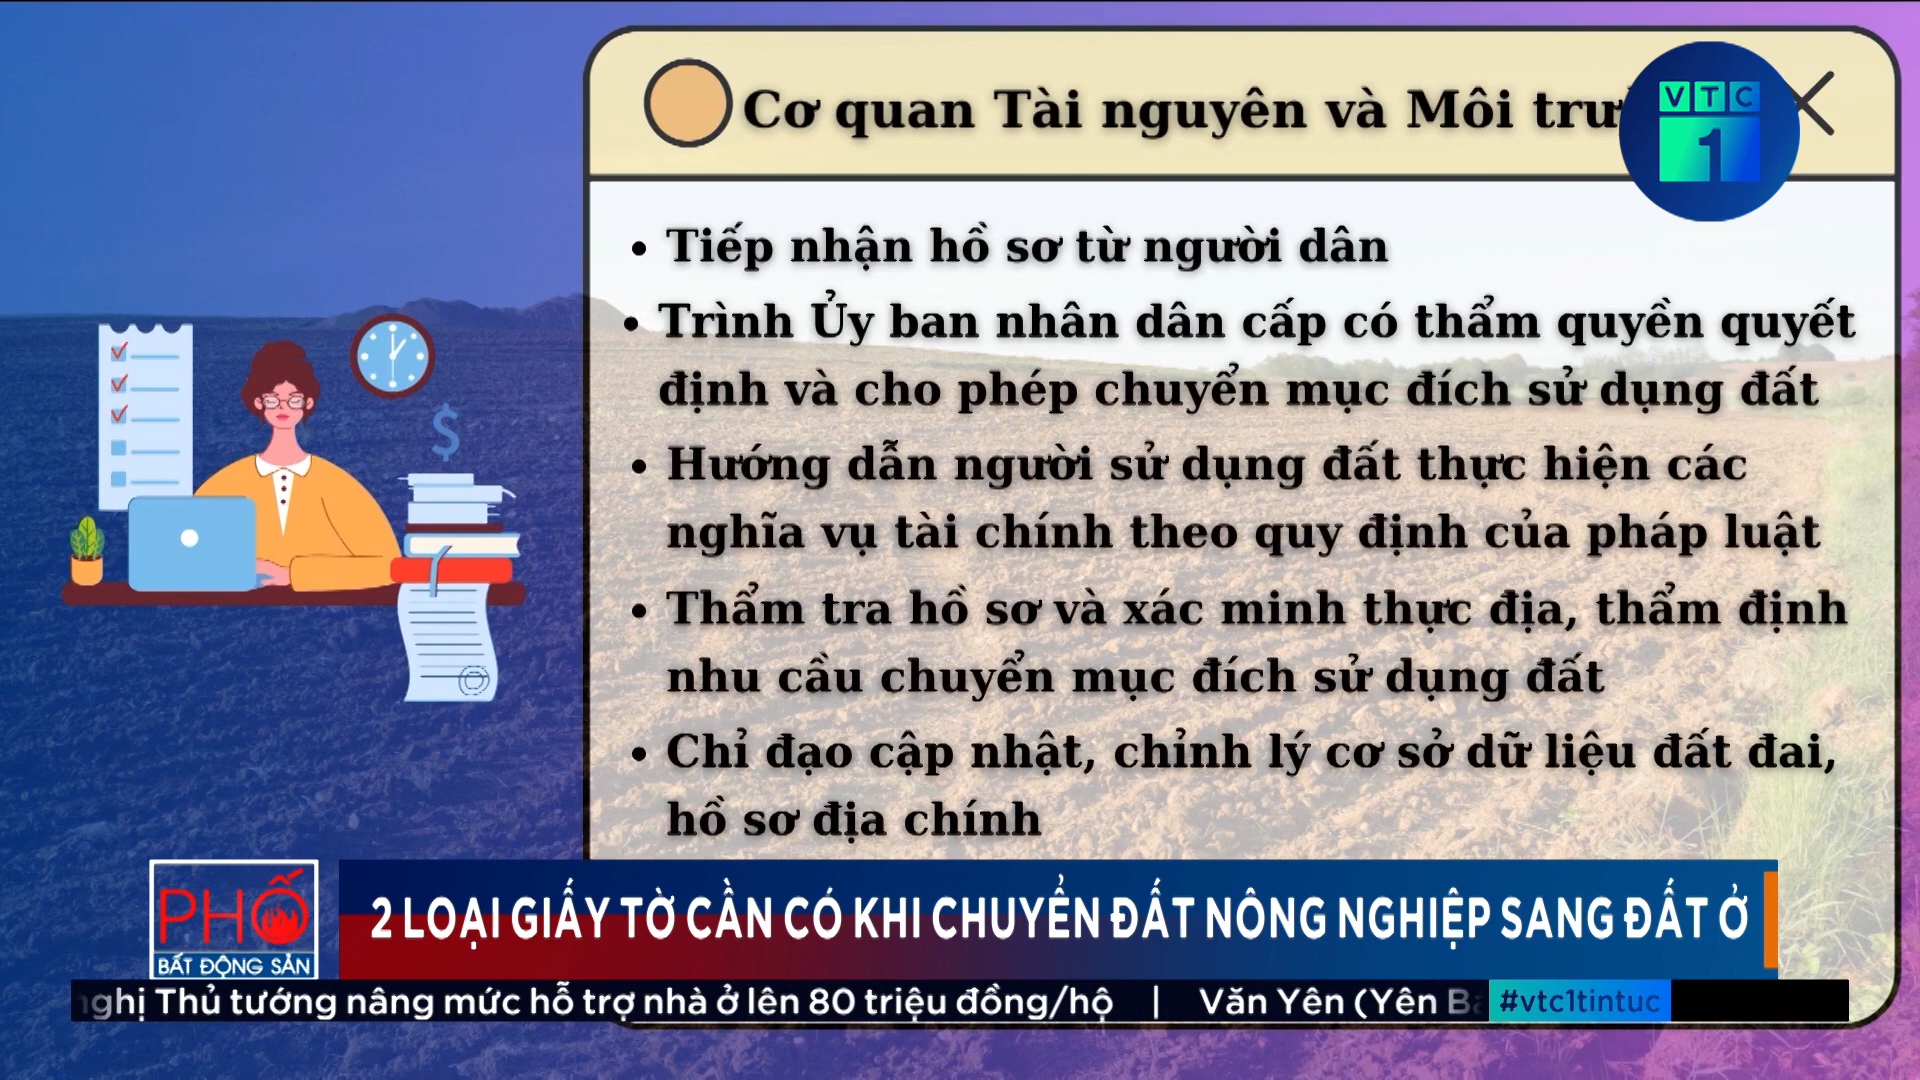 Cơ quan Tài nguyên và Môi
VTC
1
• Tiếp nhận hồ sơ từ người dân
• Trình Ủy ban nhân dân cấp có thẩm quyền quyết
định và cho phép chuyển mục đích sử dụng đất
• Hướng dẫn người sử dụng đất thực hiện các
nghĩa vụ tài chính theo quy định của pháp luật
• Thẩm tra hồ sơ và xác minh thực địa, thẩm định
nhu cầu chuyển mục đích sử dụng đất
• Chỉ đạo cập nhật, chỉnh lý cơ sở dữ liệu đất đai,
hồ sơ địa chính
PHỐ
BẤT ĐỘNG SẢN
2 LOẠI GIẤY TỜ CẦN CÓ KHI CHUYỂN ĐẤT NÔNG NGHIỆP SANG ĐẤT Ở
Thủ tướng nâng mức hỗ trợ nhà ở lên 80 triệu đồng/hộ | Văn Yên (Yên
#vtc1tintuc